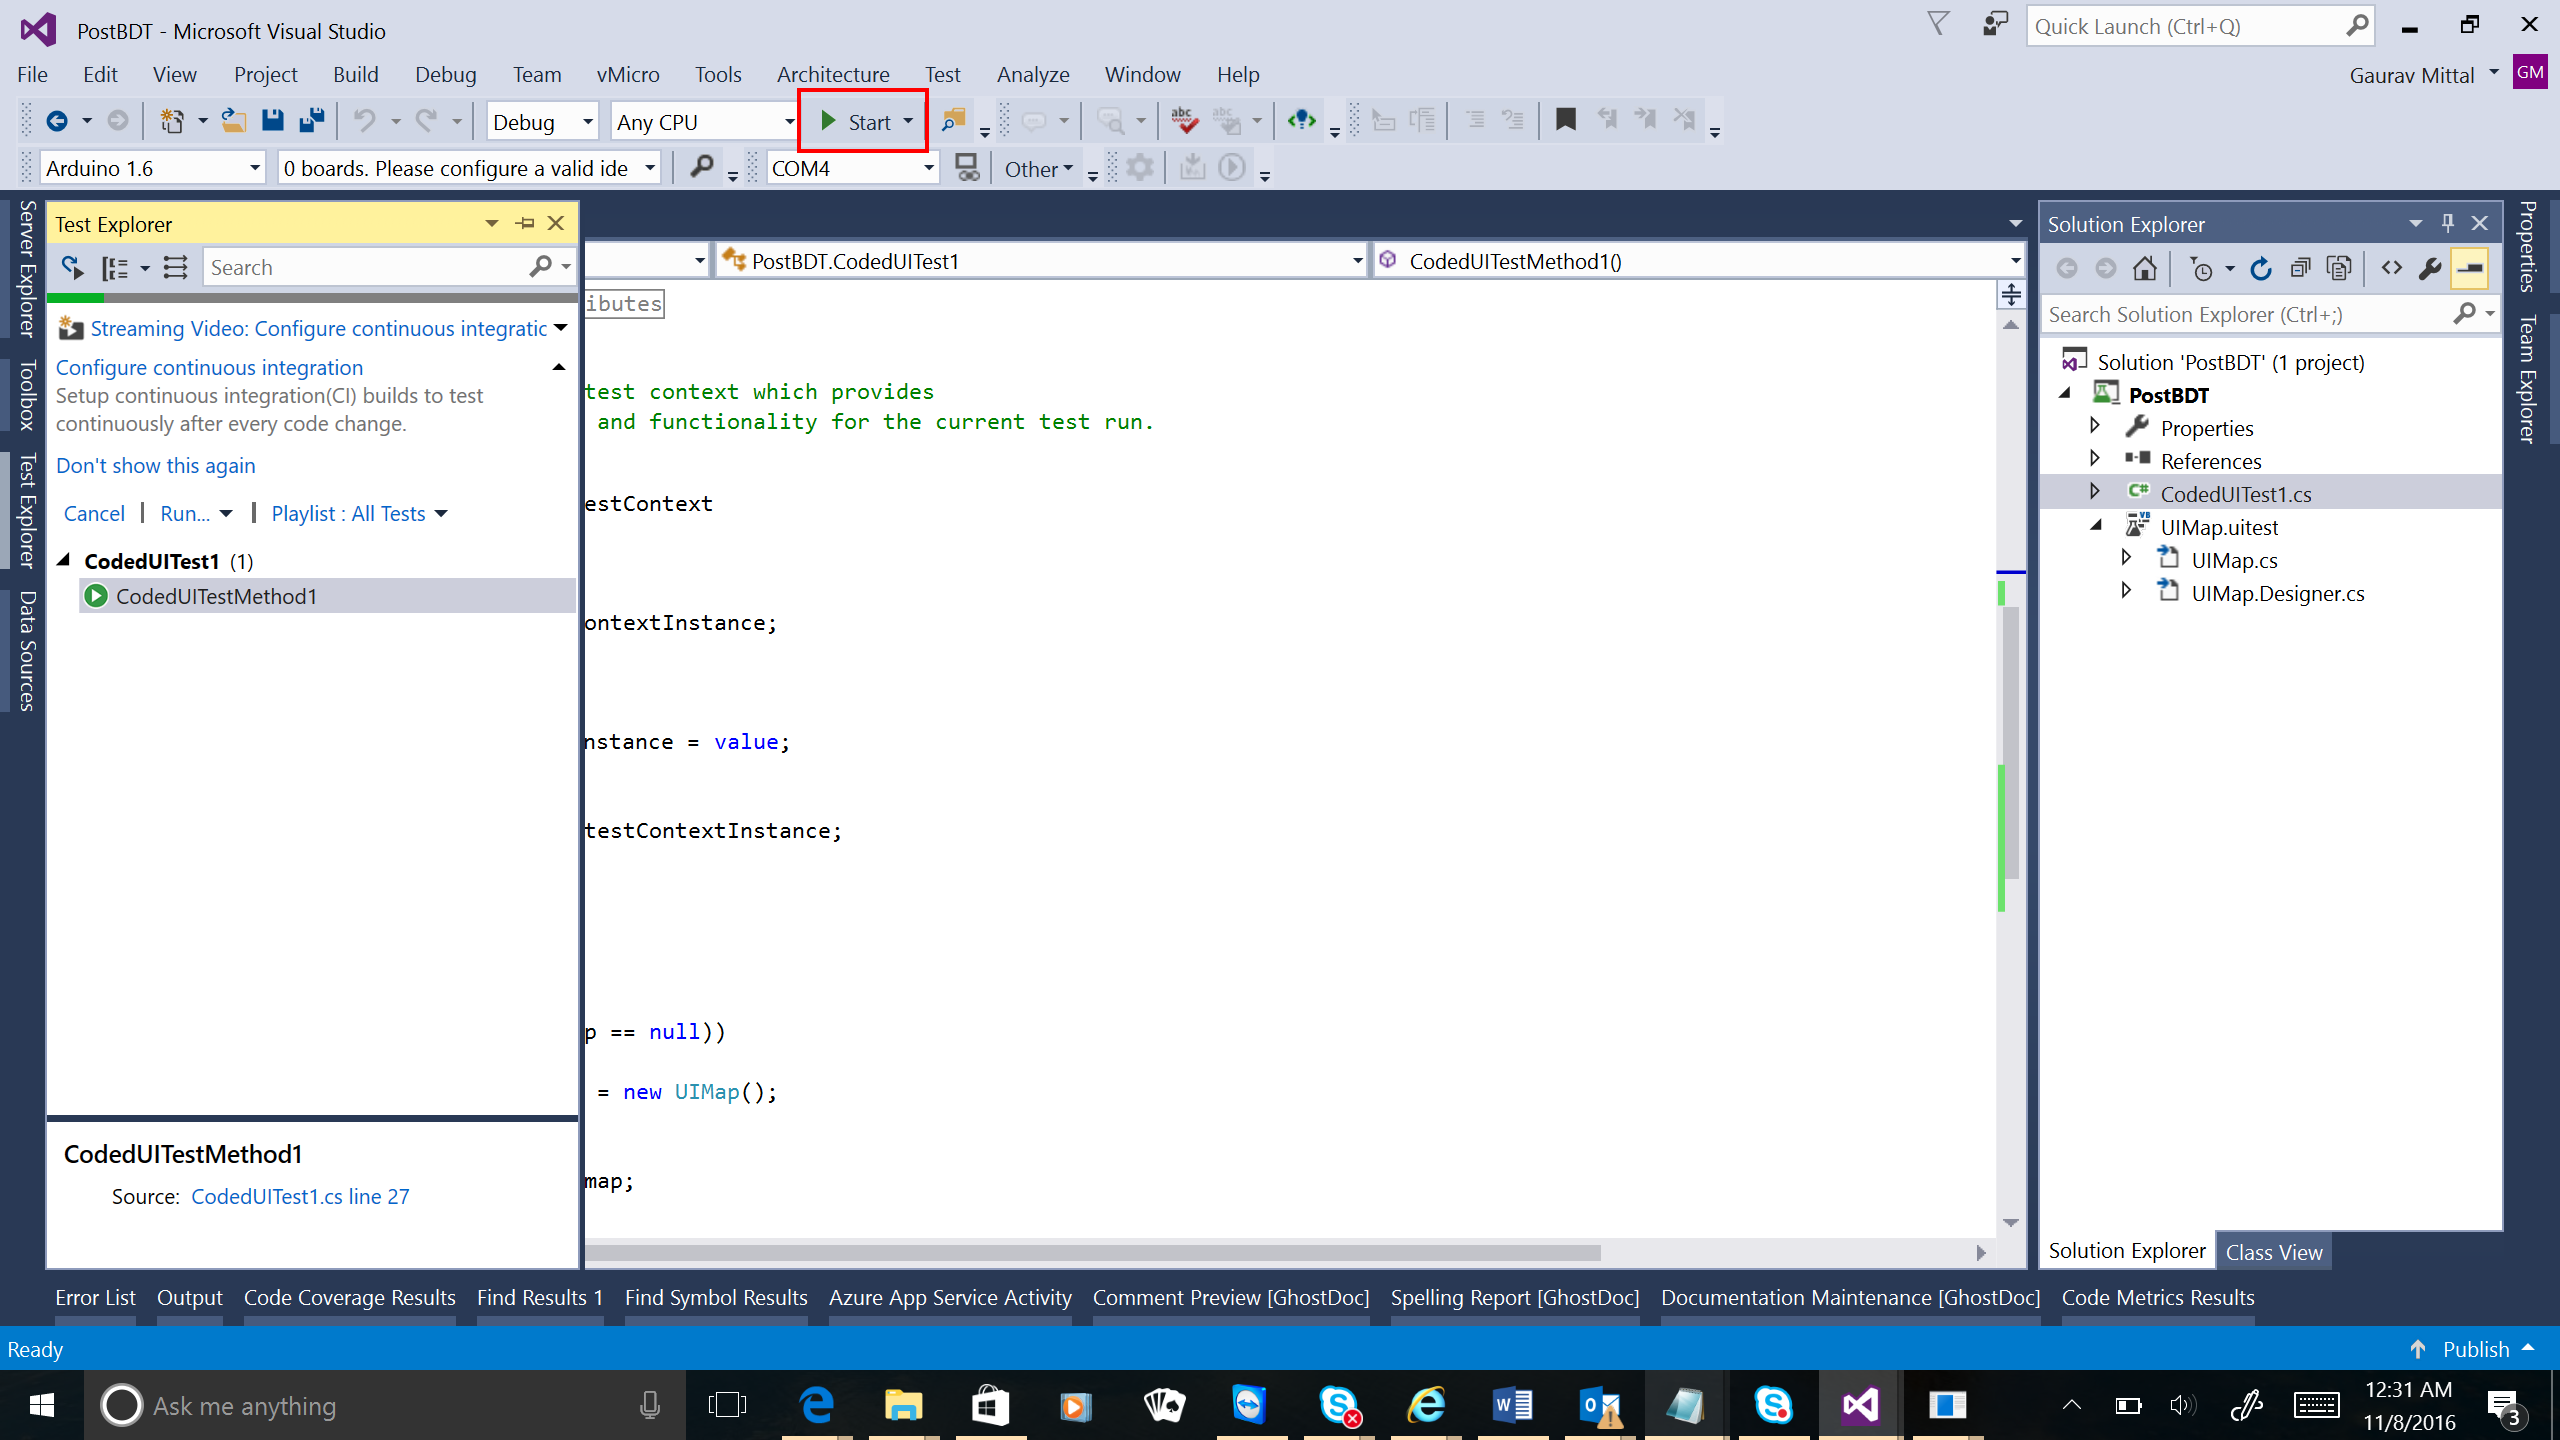 PostBDT - Microsoft Visual Studio
Quick Launch (Ctrl+Q)
File Edit View Project Build Debug Team vMicro Tools Architecture Test Analyze Window Help
Gaurav Mittal GM
Debug Any CPU Start
Arduino 1.6 0 boards. Please configure a valid ide COM4 Other
Server Explorer
Toolbox
Test Explorer
Data Sources
Test Explorer
Search
Streaming Video: Configure continuous integratic
Configure continuous integration
Setup continuous integration(CI) builds to test
continuously after every code change.
Don't show this again
Cancel | Run... | Playlist : All Tests
CodedUITest1 (1)
CodedUITestMethod1
CodedUITestMethod1
Source: CodedUITest1.cs line 27
PostBDT.CodedUITest1 CodedUITestMethod1()
ibutes
test context which provides
and functionality for the current test run.
estContext
ontextInstance;
nstance = value;
testContextInstance;
p == null))
= new UIMap();
map;
Solution Explorer
Search Solution Explorer (Ctrl+;)
Solution 'PostBDT' (1 project)
PostBDT
Properties
References
C# CodedUITest1.cs
VB UIMap.uitest
UIMap.cs
UIMap.Designer.cs
Solution Explorer Class View
Properties
Team Explorer
Error List Output Code Coverage Results Find Results 1 Find Symbol Results Azure App Service Activity Comment Preview [GhostDoc] Spelling Report [GhostDoc] Documentation Maintenance [GhostDoc] Code Metrics Results
Ready Publish
Ask me anything
12:31 AM
11/8/2016
3